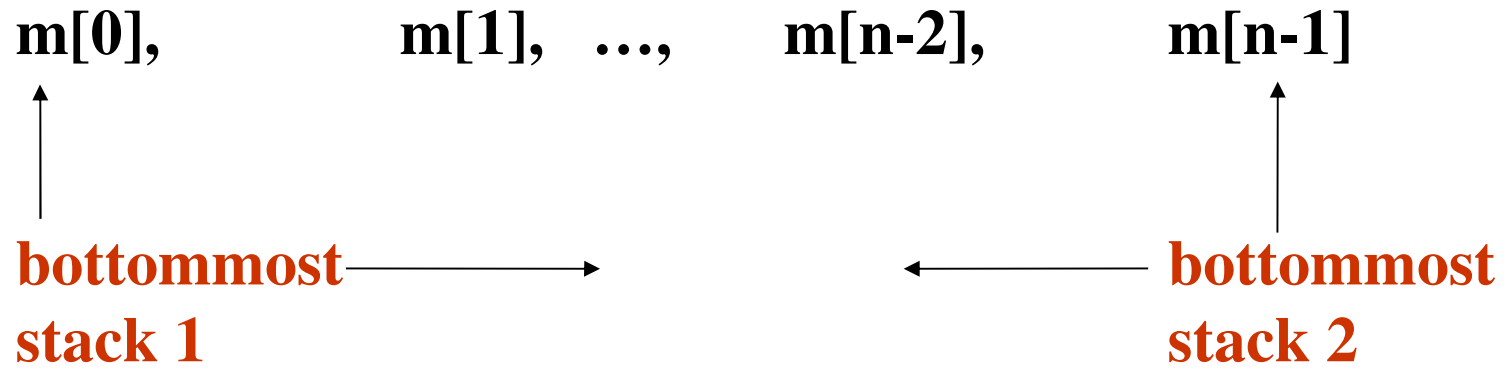 m[0], m[1], …, m[n-2], m[n-1]
bottommost bottommost
stack 1 stack 2